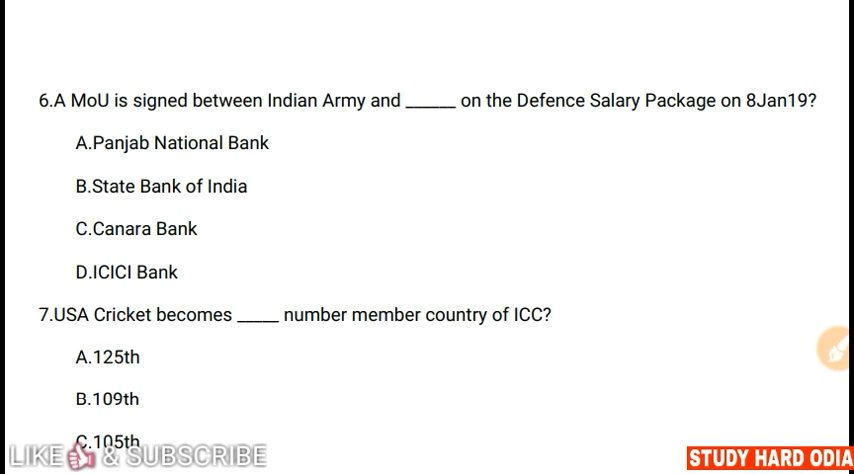 6.A MoU is signed between Indian Army and ______ on the Defence Salary Package on 8Jan19?
A.Panjab National Bank
B.State Bank of India
C.Canara Bank
D.ICICI Bank
7.USA Cricket becomes _____ number member country of ICC?
A.125th
B.109th
C.105th
LIKE & SUBSCRIBE
STUDY HARD ODIA